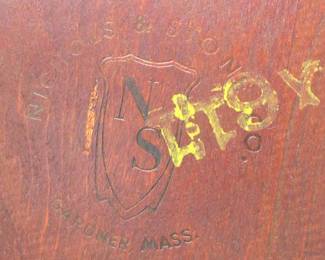 NICHOLS & STONE CO.
N
S
GARDNER, MASS.